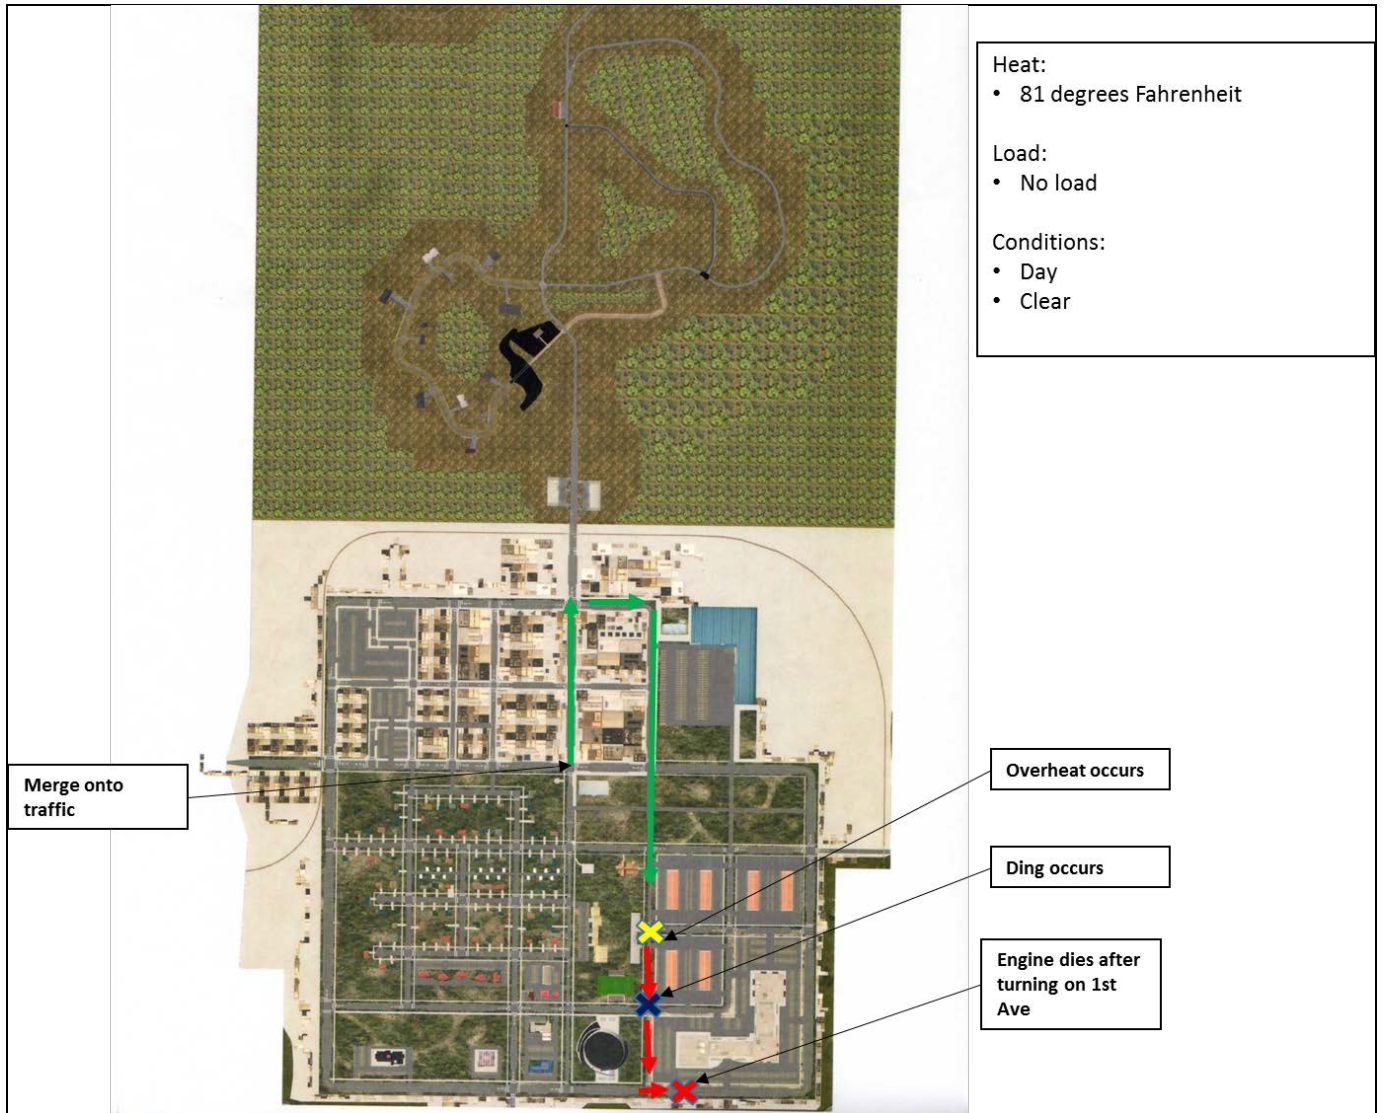 Heat:
• 81 degrees Fahrenheit
Load:
• No load
Conditions:
• Day
• Clear
Merge onto
traffic
Overheat occurs
Ding occurs
Engine dies after
turning on 1st
Ave